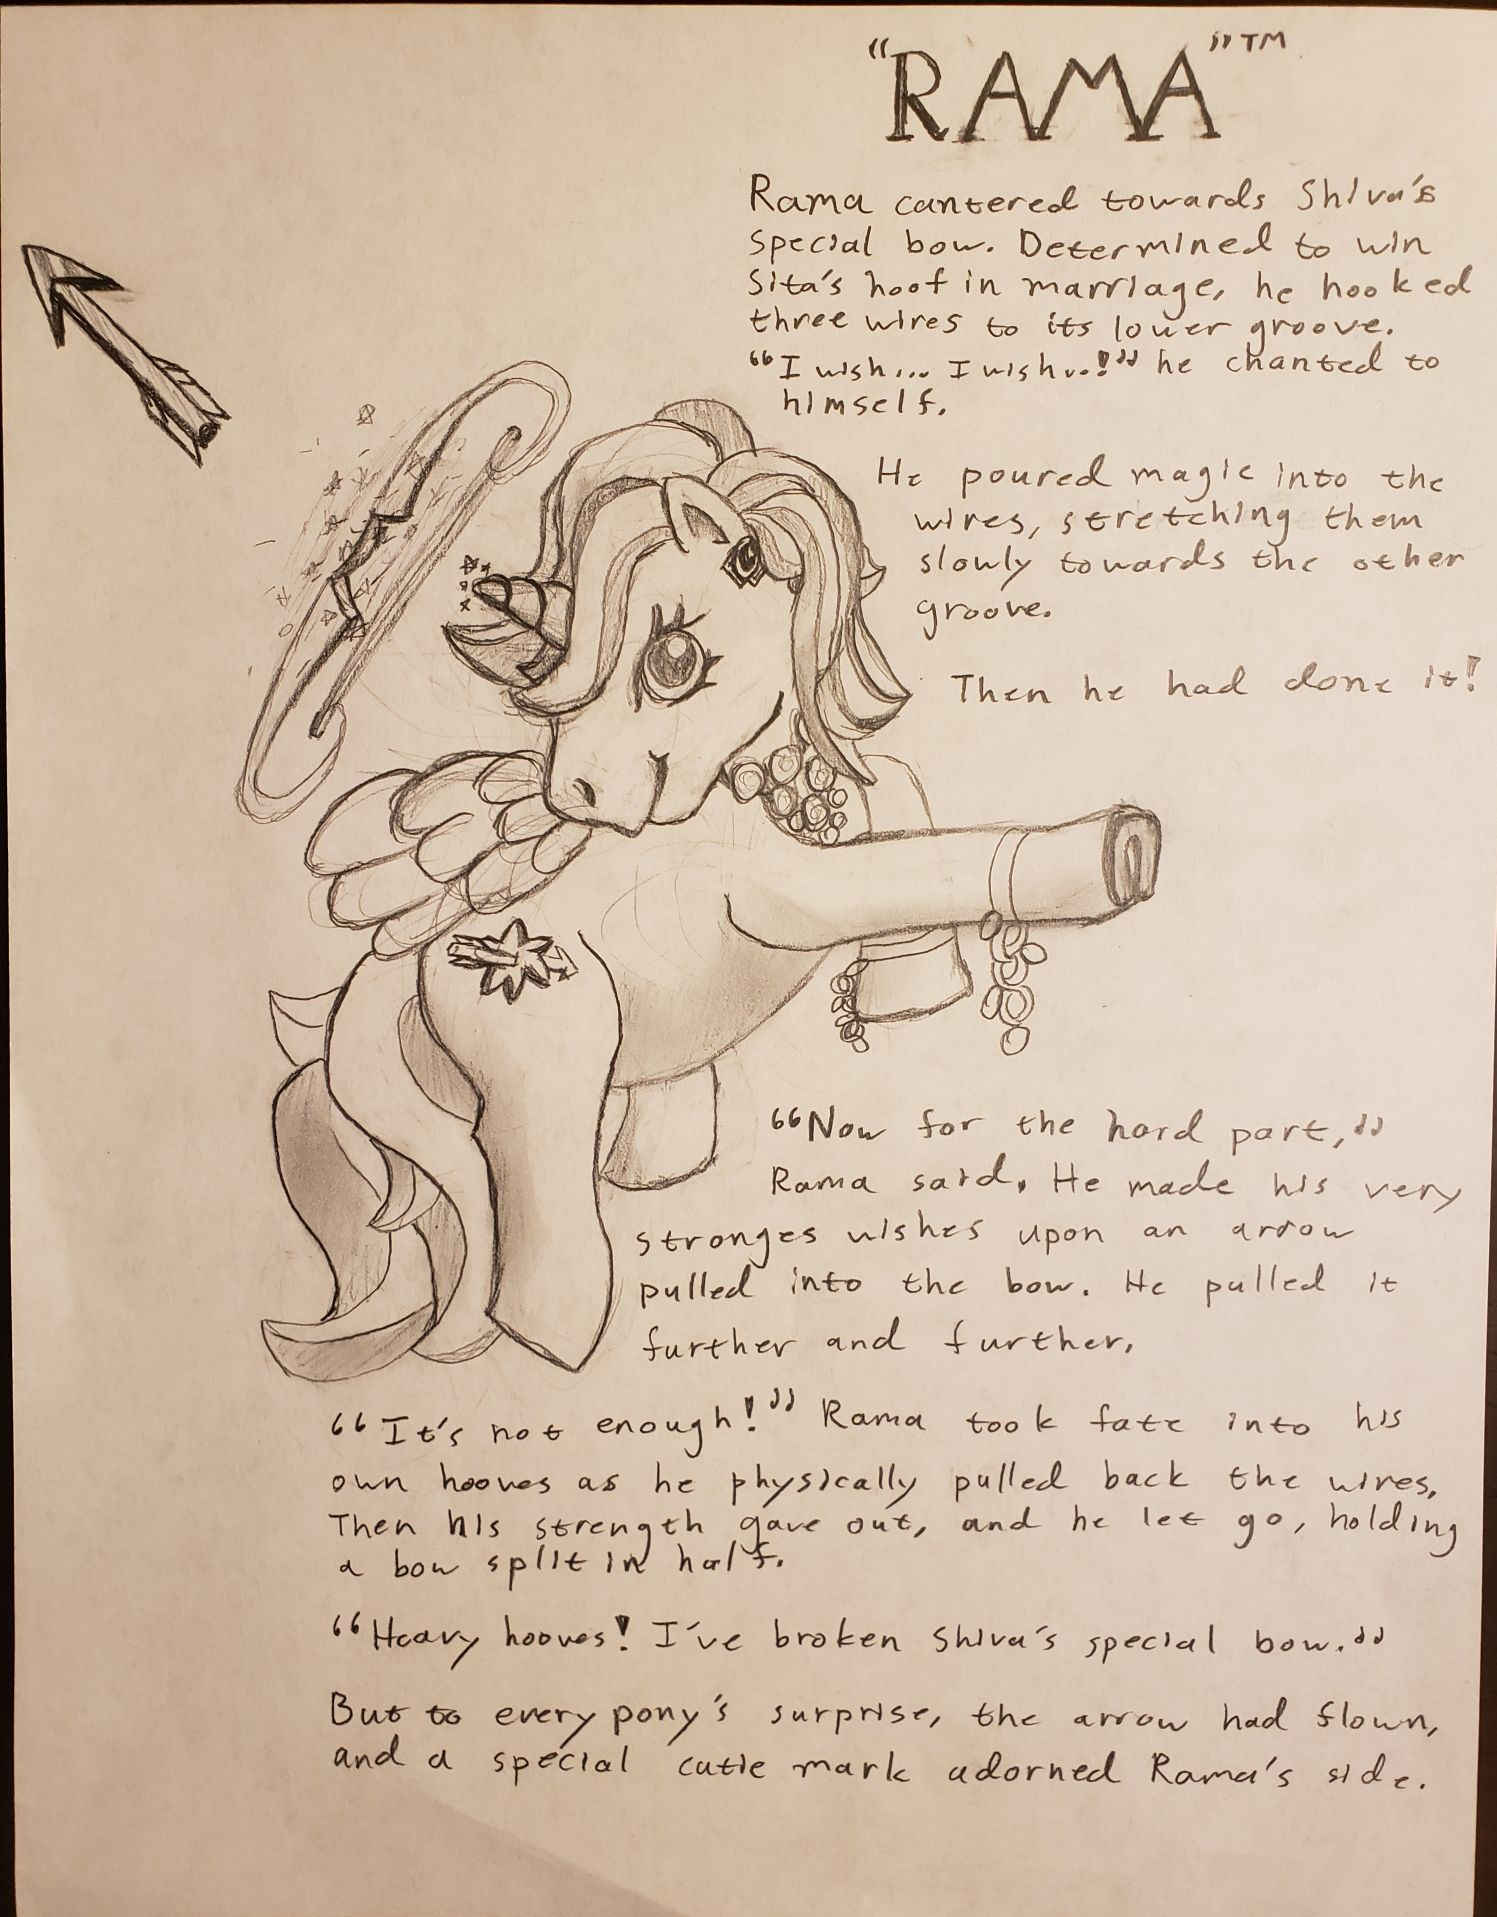 "RAMA"™
Rama cantered towards Shiva's
special bow. Determined to win
Sita's hoof in marriage, he hooked
three wires to its lower groove.
"I wish... I wish..!" he chanted to
himself.
He poured magic into the
wires, stretching them
slowly towards the other
groove.
Then he had done it!
"Now for the hard part,"
Rama said. He made his very
stronges wishes upon an arrow
pulled into the bow. He pulled it
further and further.
"It's not enough!" Rama took fate into his
own hooves as he physically pulled back the wires.
Then his strength gave out, and he let go, holding
a bow split in half.
"Heavy hooves! I've broken Shiva's special bow."
But to every pony's surprise, the arrow had flown,
and a special cutie mark adorned Rama's side.